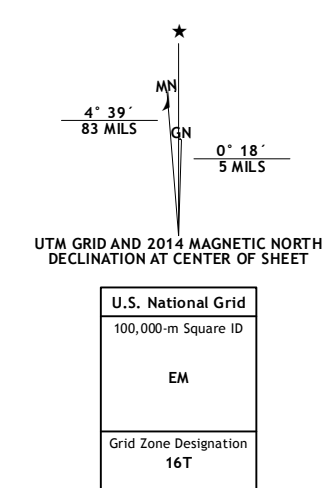 ★
MN
4° 39´
83 MILS
GN
0° 18´
5 MILS
UTM GRID AND 2014 MAGNETIC NORTH
DECLINATION AT CENTER OF SHEET
U.S. National Grid
100,000-m Square ID
EM
Grid Zone Designation
16T